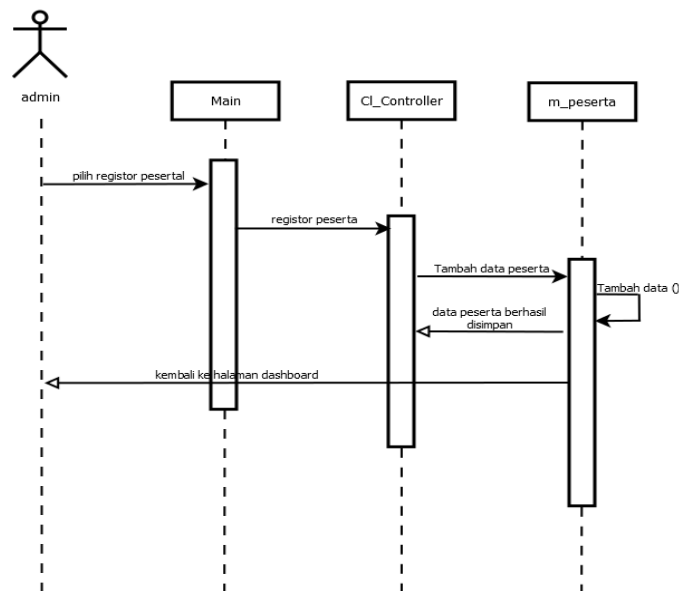 admin
Main
Cl_Controller
m_peserta
pilih registor pesertal
registor peserta
Tambah data peserta
Tambah data ()
data peserta berhasil
disimpan
kembali ke halaman dashboard